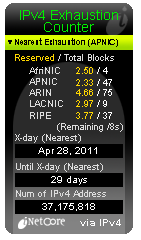 IPv4 Exhaustion
Counter
▼Nearest Exhaustion (APNIC)
Reserved / Total Blocks
AfriNIC 2.50 / 4
APNIC 2.33 / 47
ARIN 4.66 / 75
LACNIC 2.97 / 9
RIPE 3.77 / 37
(Remaining /8s)
X-day (Nearest)
Apr 28, 2011
Until X-day (Nearest)
29 days
Num of IPv4 Address
37,175,818
iNetCore via IPv4